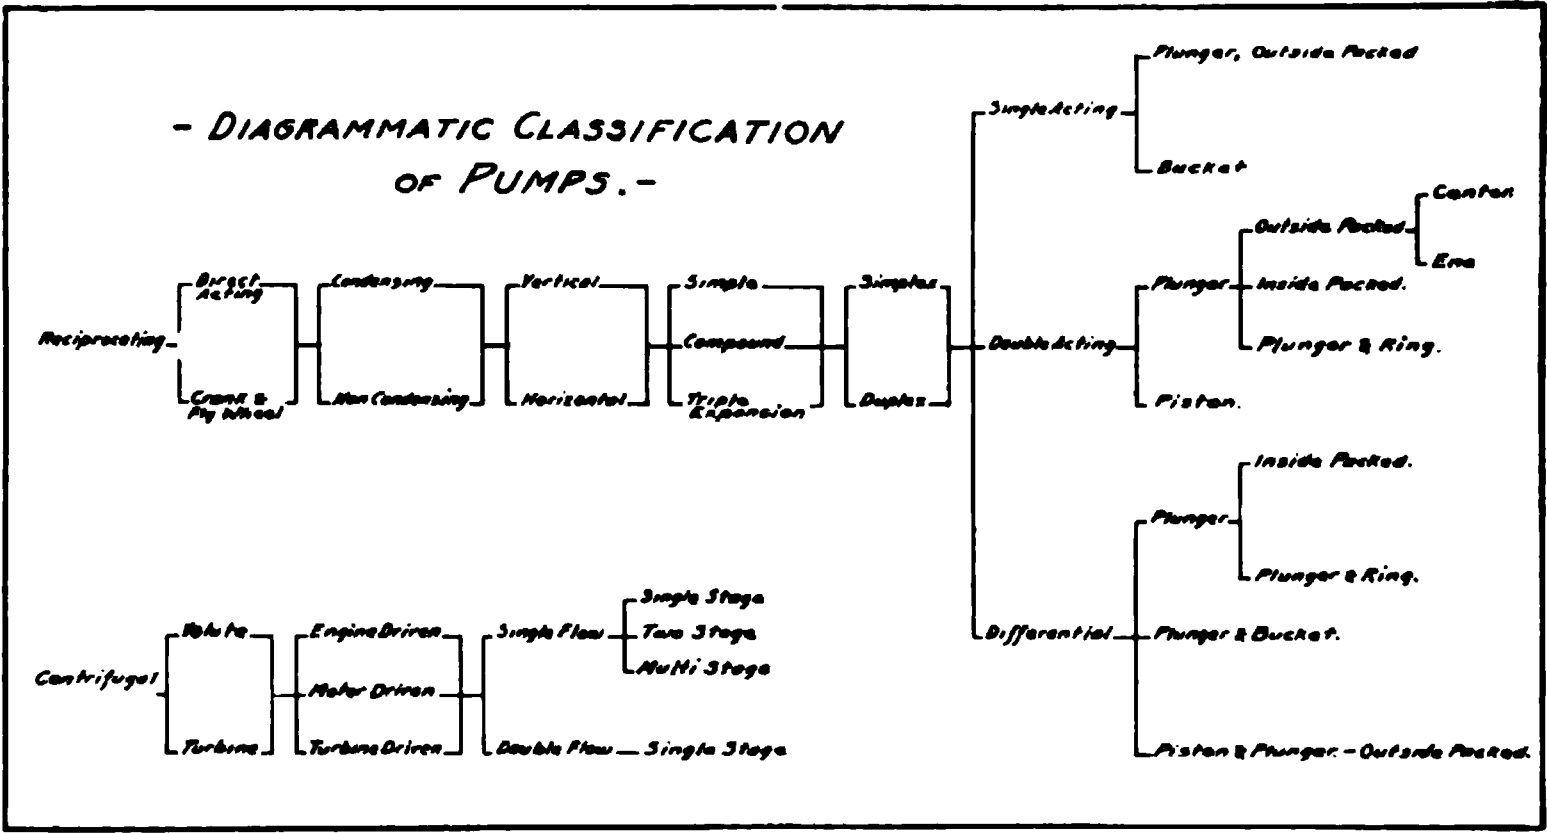 - DIAGRAMMATIC CLASSIFICATION
OF PUMPS. -
Reciprocating
Direct
Acting
Crank &
Fly Wheel
Condensing
Non Condensing
Vertical
Horizontal
Simple
Compound
Triple
Expansion
Simplex
Duplex
Single Acting
Plunger, Outside Packed
Bucket
Double Acting
Plunger
Outside Packed
Center
End
Inside Packed.
Plunger & Ring.
Piston.
Differential
Plunger
Inside Packed.
Plunger & Ring.
Plunger & Bucket.
Piston & Plunger. - Outside Packed.
Centrifugal
Volute
Turbine
Engine Driven
Motor Driven
Turbine Driven
Single Flow
Single Stage
Two Stage
Multi Stage
Double Flow
Single Stage